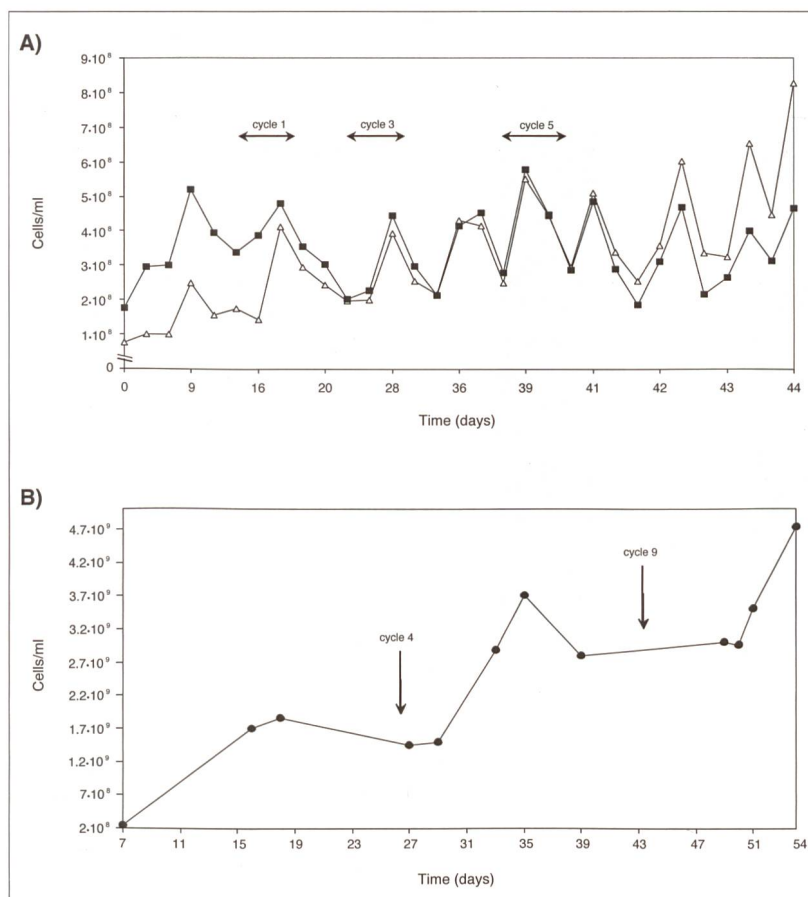 A)
9·10⁸
8·10⁸
7·10⁸
6·10⁸
5·10⁸
4·10⁸
3·10⁸
2·10⁸
1·10⁸
0
Cells/ml
cycle 1
cycle 3
cycle 5
0 9 16 20 28 36 39 41 42 43 44
Time (days)
B)
4.7·10⁹
4.2·10⁹
3.7·10⁹
3.2·10⁹
2.7·10⁹
2.2·10⁹
1.7·10⁹
1.2·10⁹
7·10⁸
2·10⁸
Cells/ml
cycle 4
cycle 9
7 11 15 19 23 27 31 35 39 43 47 51 54
Time (days)